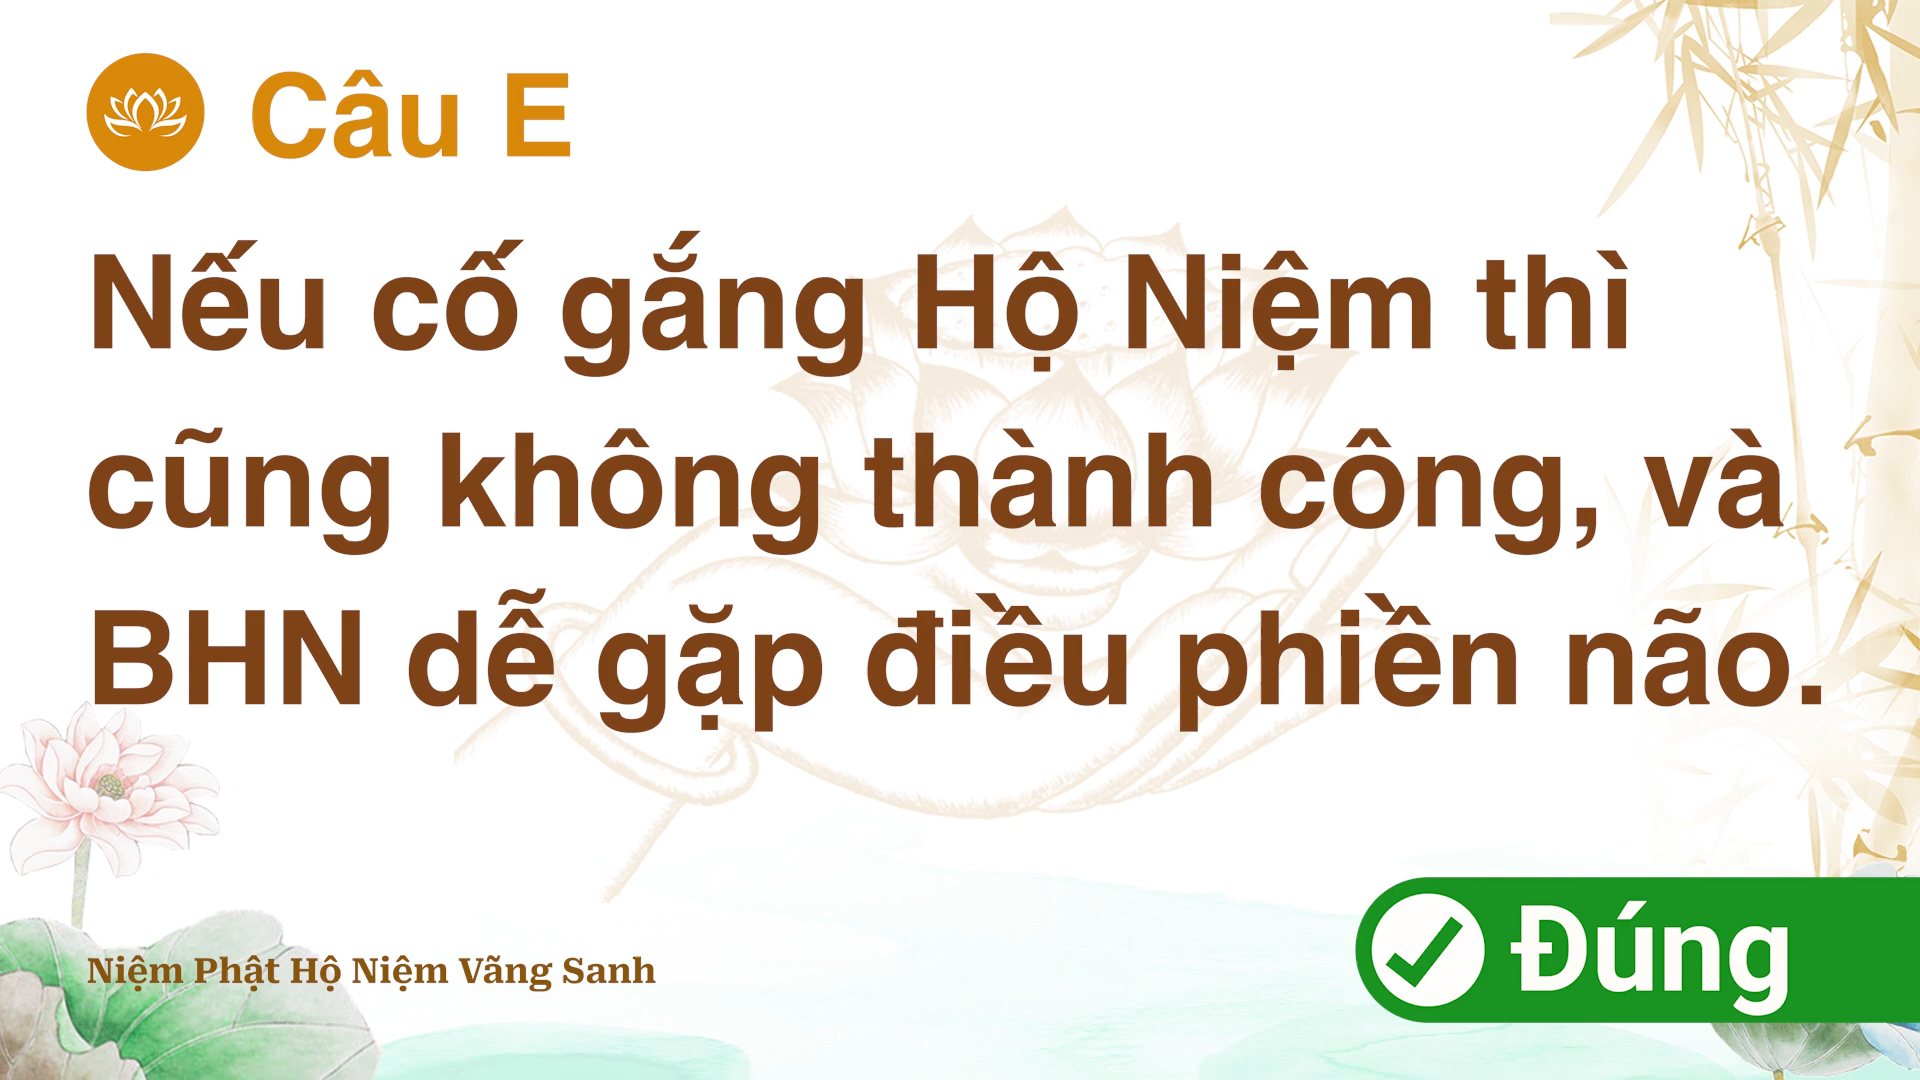 Câu E
Nếu cố gắng Hộ Niệm thì
cũng không thành công, và
BHN dễ gặp điều phiền não.
Niệm Phật Hộ Niệm Vãng Sanh
Đúng